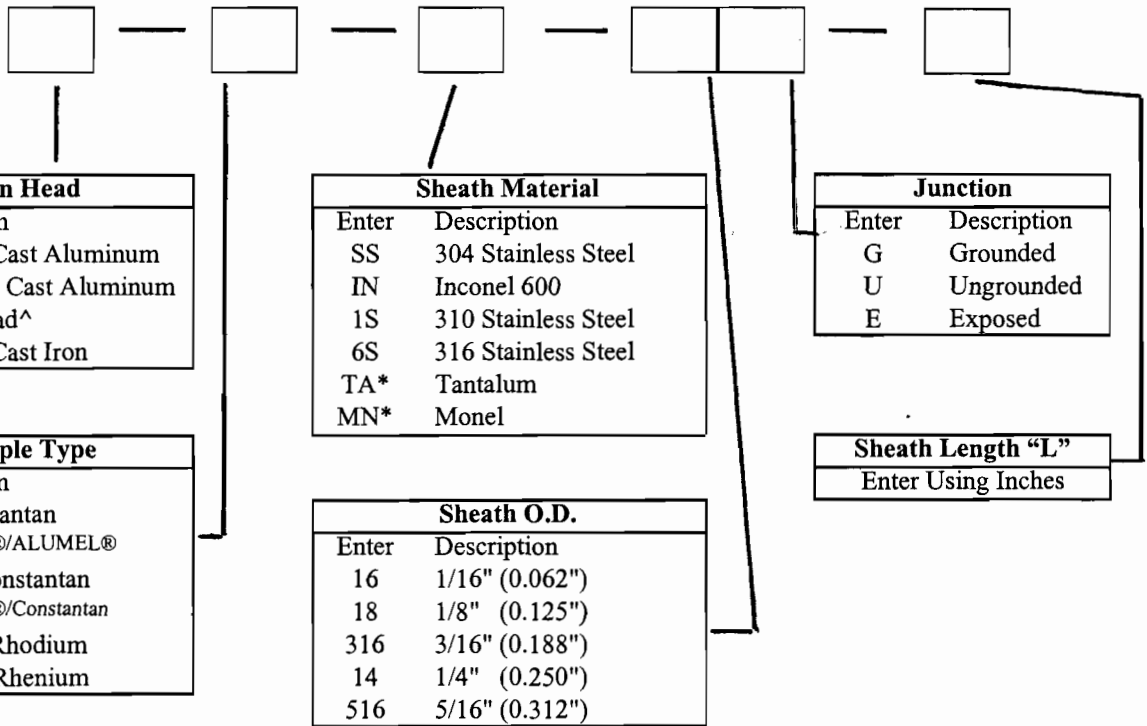 n Head
n
Cast Aluminum
Cast Aluminum
ad^
Cast Iron
ple Type
n
antan
®/ALUMEL®
onstantan
®/Constantan
Rhodium
Rhenium
Sheath Material
Enter Description
SS 304 Stainless Steel
IN Inconel 600
1S 310 Stainless Steel
6S 316 Stainless Steel
TA* Tantalum
MN* Monel
Sheath O.D.
Enter Description
16 1/16" (0.062")
18 1/8" (0.125")
316 3/16" (0.188")
14 1/4" (0.250")
516 5/16" (0.312")
Junction
Enter Description
G Grounded
U Ungrounded
E Exposed
Sheath Length “L”
Enter Using Inches